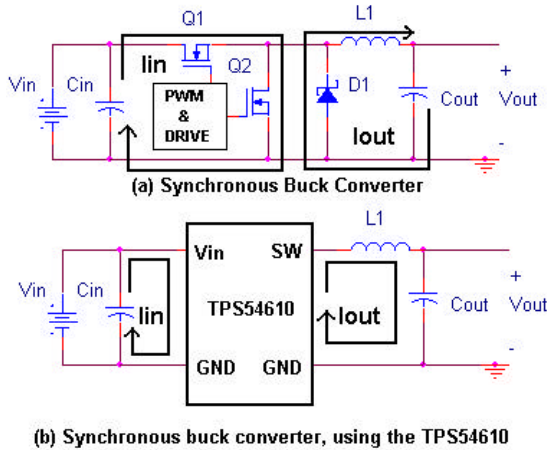 Q1
L1
Iin
Q2
Vin
Cin
PWM
&
DRIVE
D1
Cout
+
Vout
-
Iout
(a) Synchronous Buck Converter
L1
Vin
SW
Vin
Cin
Iin
TPS54610
Iout
Cout
+
Vout
-
GND
GND
(b) Synchronous buck converter, using the TPS54610